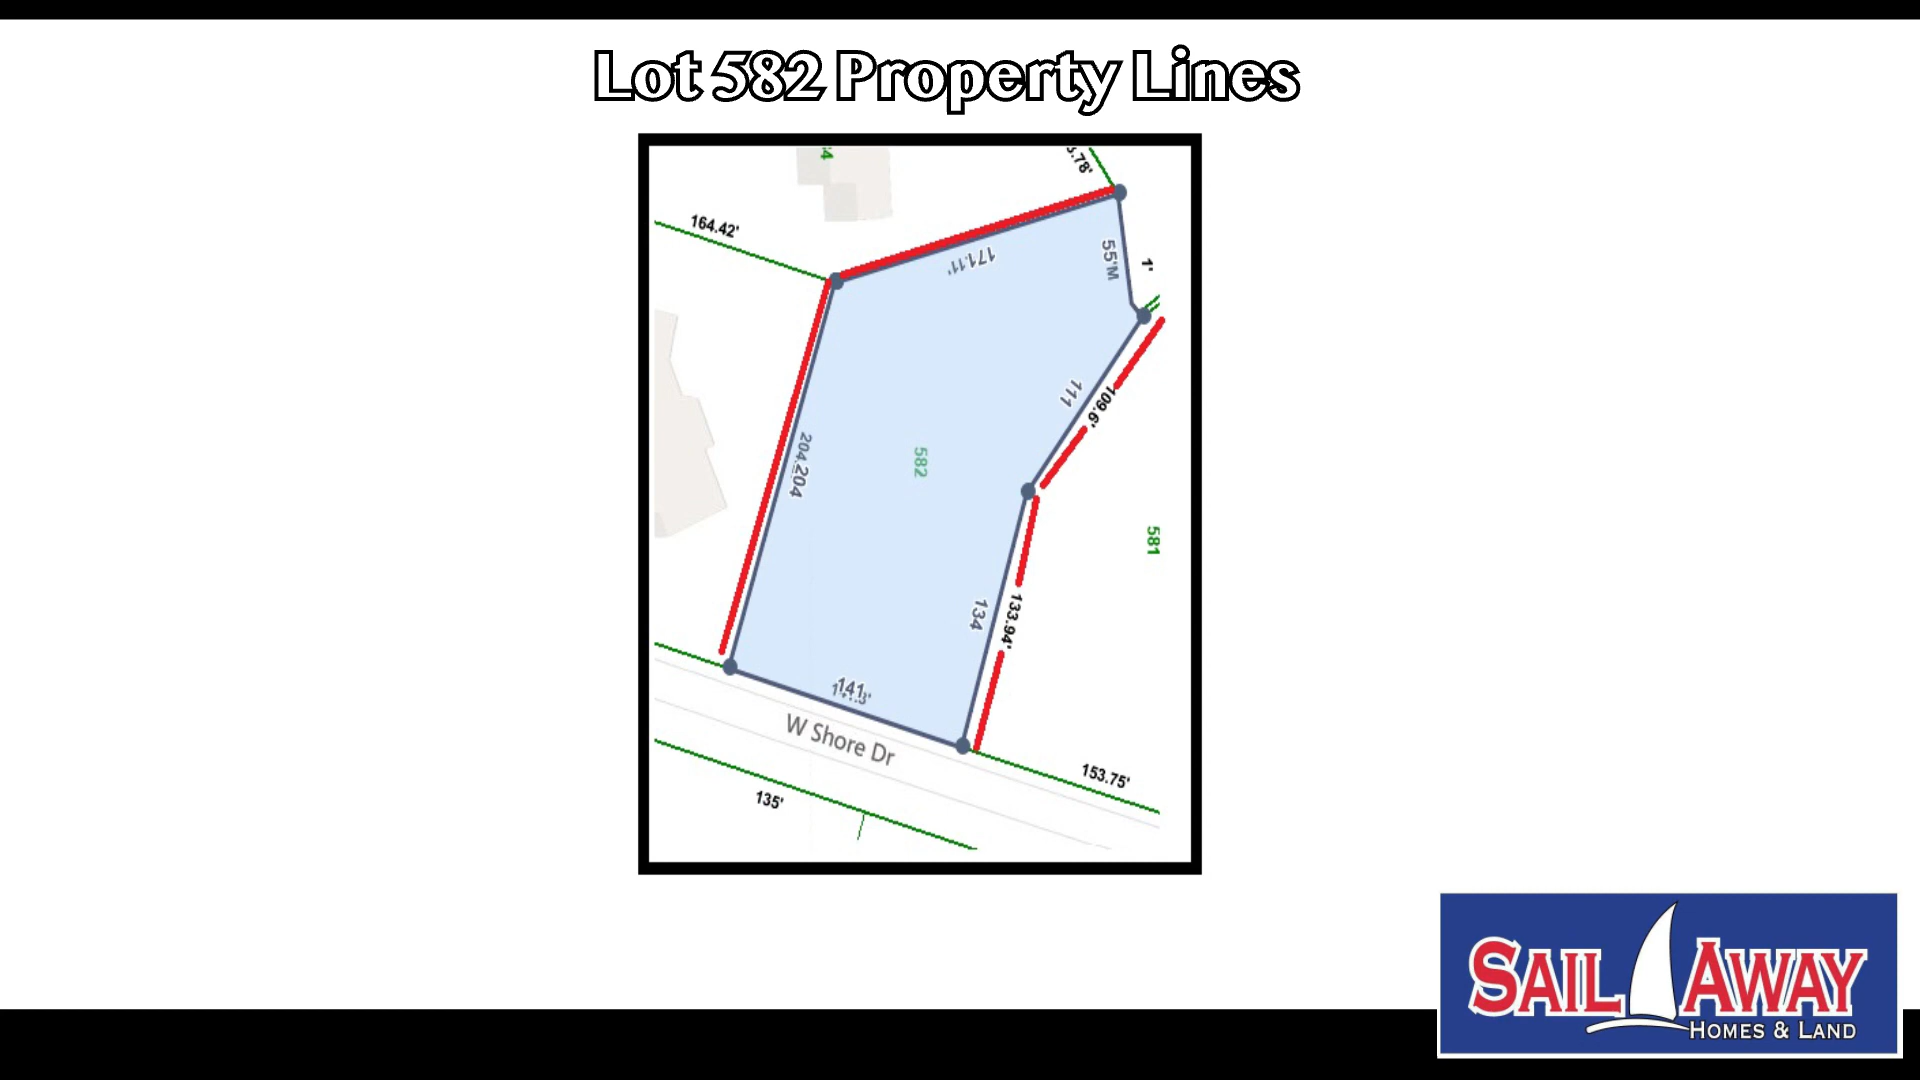 Lot 582 Property Lines
164.42'
171.11'
55'M
1'
111
109.6'
204
582
581
134
133.94'
141
W Shore Dr
153.75'
135'
SAIL AWAY
HOMES & LAND